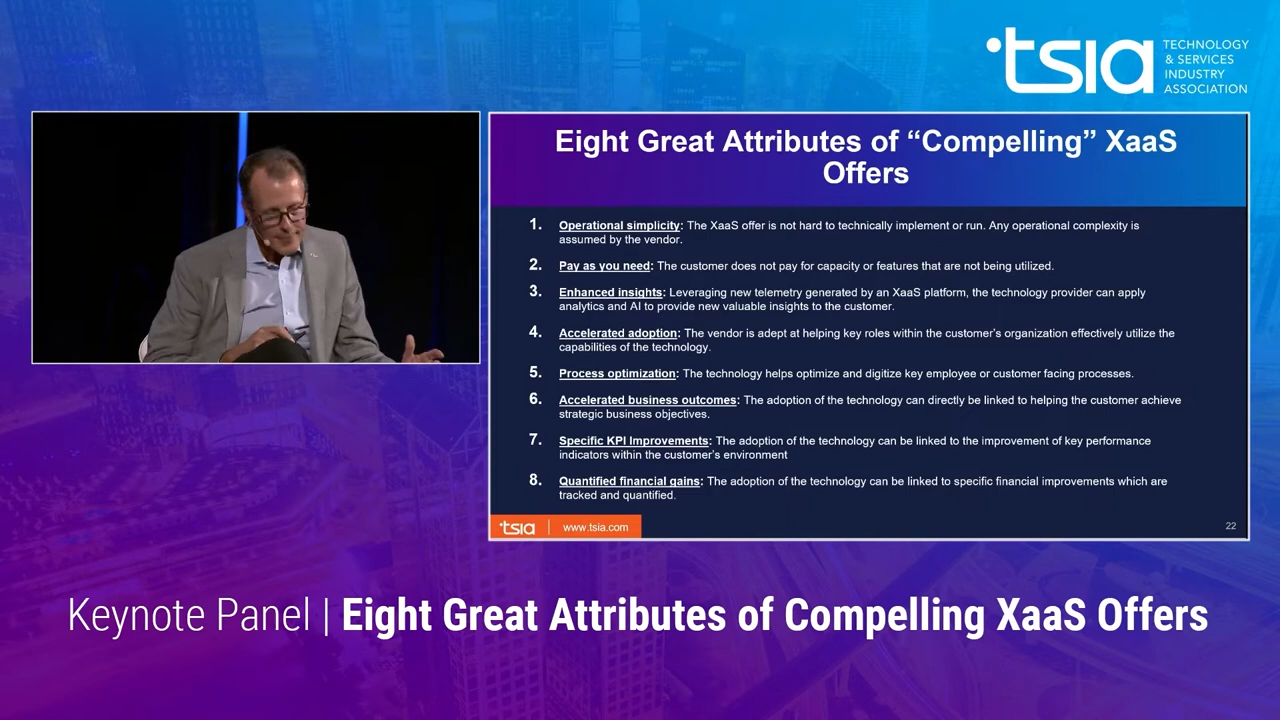 tsia TECHNOLOGY
& SERVICES
INDUSTRY
ASSOCIATION
Eight Great Attributes of “Compelling” XaaS
Offers
1. Operational simplicity: The XaaS offer is not hard to technically implement or run. Any operational complexity is
assumed by the vendor.
2. Pay as you need: The customer does not pay for capacity or features that are not being utilized.
3. Enhanced insights: Leveraging new telemetry generated by an XaaS platform, the technology provider can apply
analytics and AI to provide new valuable insights to the customer.
4. Accelerated adoption: The vendor is adept at helping key roles within the customer’s organization effectively utilize the
capabilities of the technology.
5. Process optimization: The technology helps optimize and digitize key employee or customer facing processes.
6. Accelerated business outcomes: The adoption of the technology can directly be linked to helping the customer achieve
strategic business objectives.
7. Specific KPI Improvements: The adoption of the technology can be linked to the improvement of key performance
indicators within the customer’s environment
8. Quantified financial gains: The adoption of the technology can be linked to specific financial improvements which are
tracked and quantified.
tsia | www.tsia.com
22
Keynote Panel | Eight Great Attributes of Compelling XaaS Offers